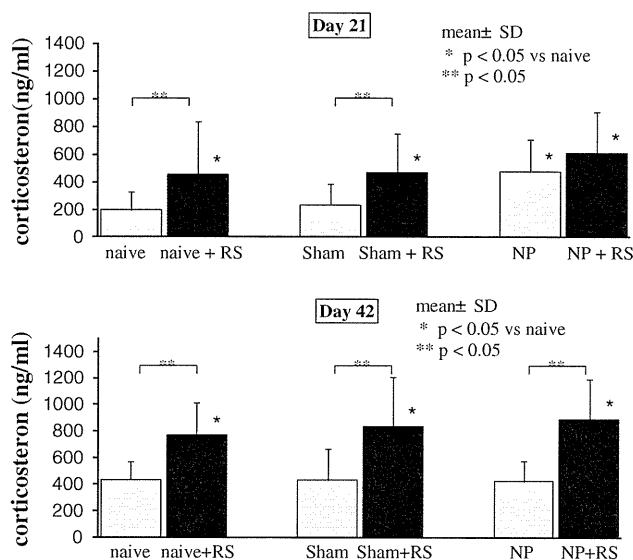 Day 21
mean± SD
* p < 0.05 vs naive
** p < 0.05
corticosteron(ng/ml)
1400
1200
1000
800
600
400
200
0
**
**
*
*
*
*
naive naive + RS Sham Sham + RS NP NP + RS
Day 42
mean± SD
* p < 0.05 vs naive
** p < 0.05
corticosteron (ng/ml)
1400
1200
1000
800
600
400
200
0
**
**
**
*
*
*
naive naive+RS Sham Sham+RS NP NP+RS